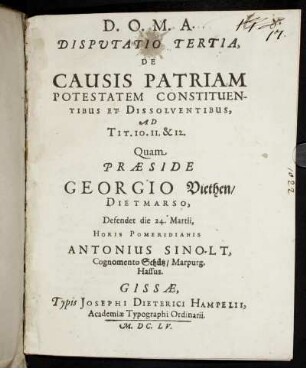 D. O. M. A.
DISPUTATIO TERTIA,
DE
CAUSIS PATRIAM
POTESTATEM CONSTITUEN-
TIBUS ET DISSOLVENTIBUS,
AD
TIT. 10. 11. & 12.
Quam
PRÆSIDE
GEORGIO Viethen/
DIETMARSO,
Defendet die 24. Martii,
HORIS POMERIDIANIS
ANTONIUS SINOLT,
Cognomento Schütz/ Marpurg.
Hassus.
GISSÆ,
Typis JOSEPHI DIETERICI HAMPELII,
Academiæ Typographi Ordinarii.
M. DC. LV.